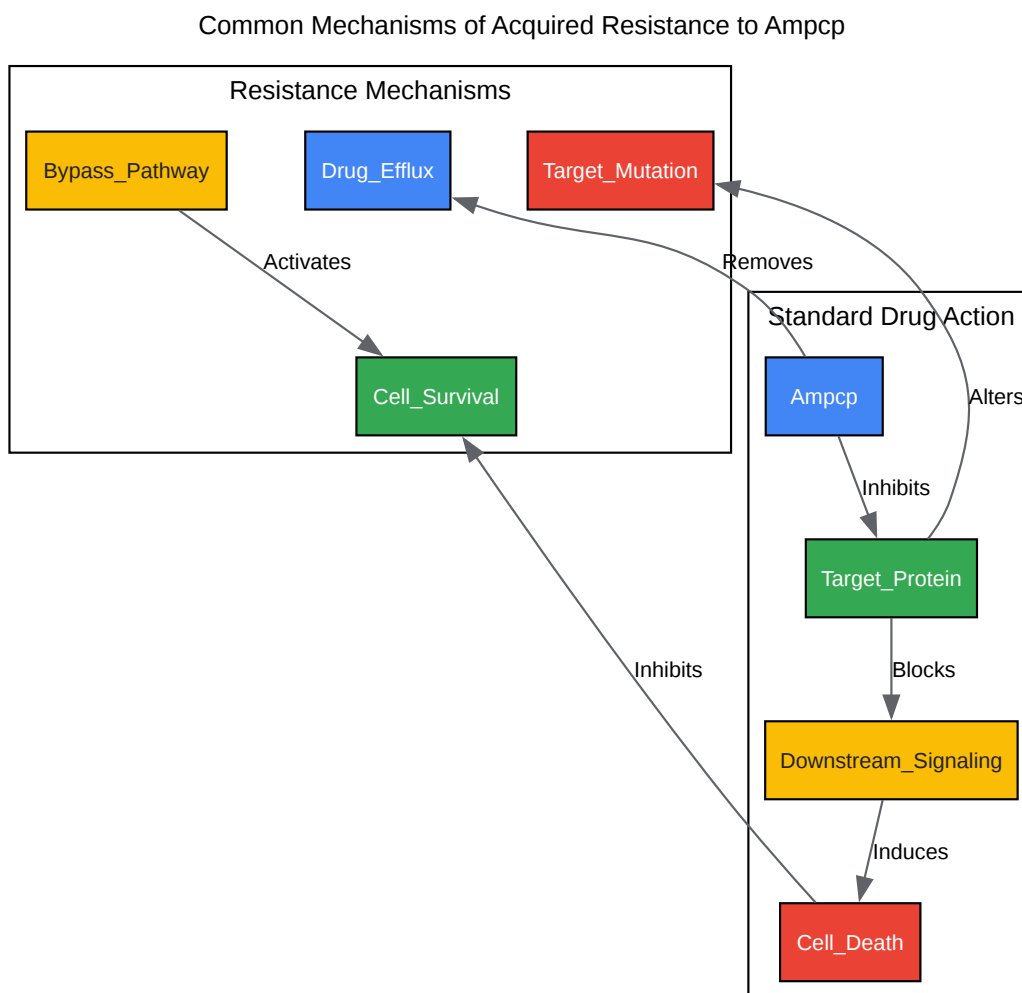 Common Mechanisms of Acquired Resistance to Ampcp
Resistance Mechanisms
Bypass_Pathway
Drug_Efflux
Target_Mutation
Activates
Removes
Standard Drug Action
Cell_Survival
Ampcp
Alters
Inhibits
Target_Protein
Inhibits
Blocks
Downstream_Signaling
Induces
Cell_Death